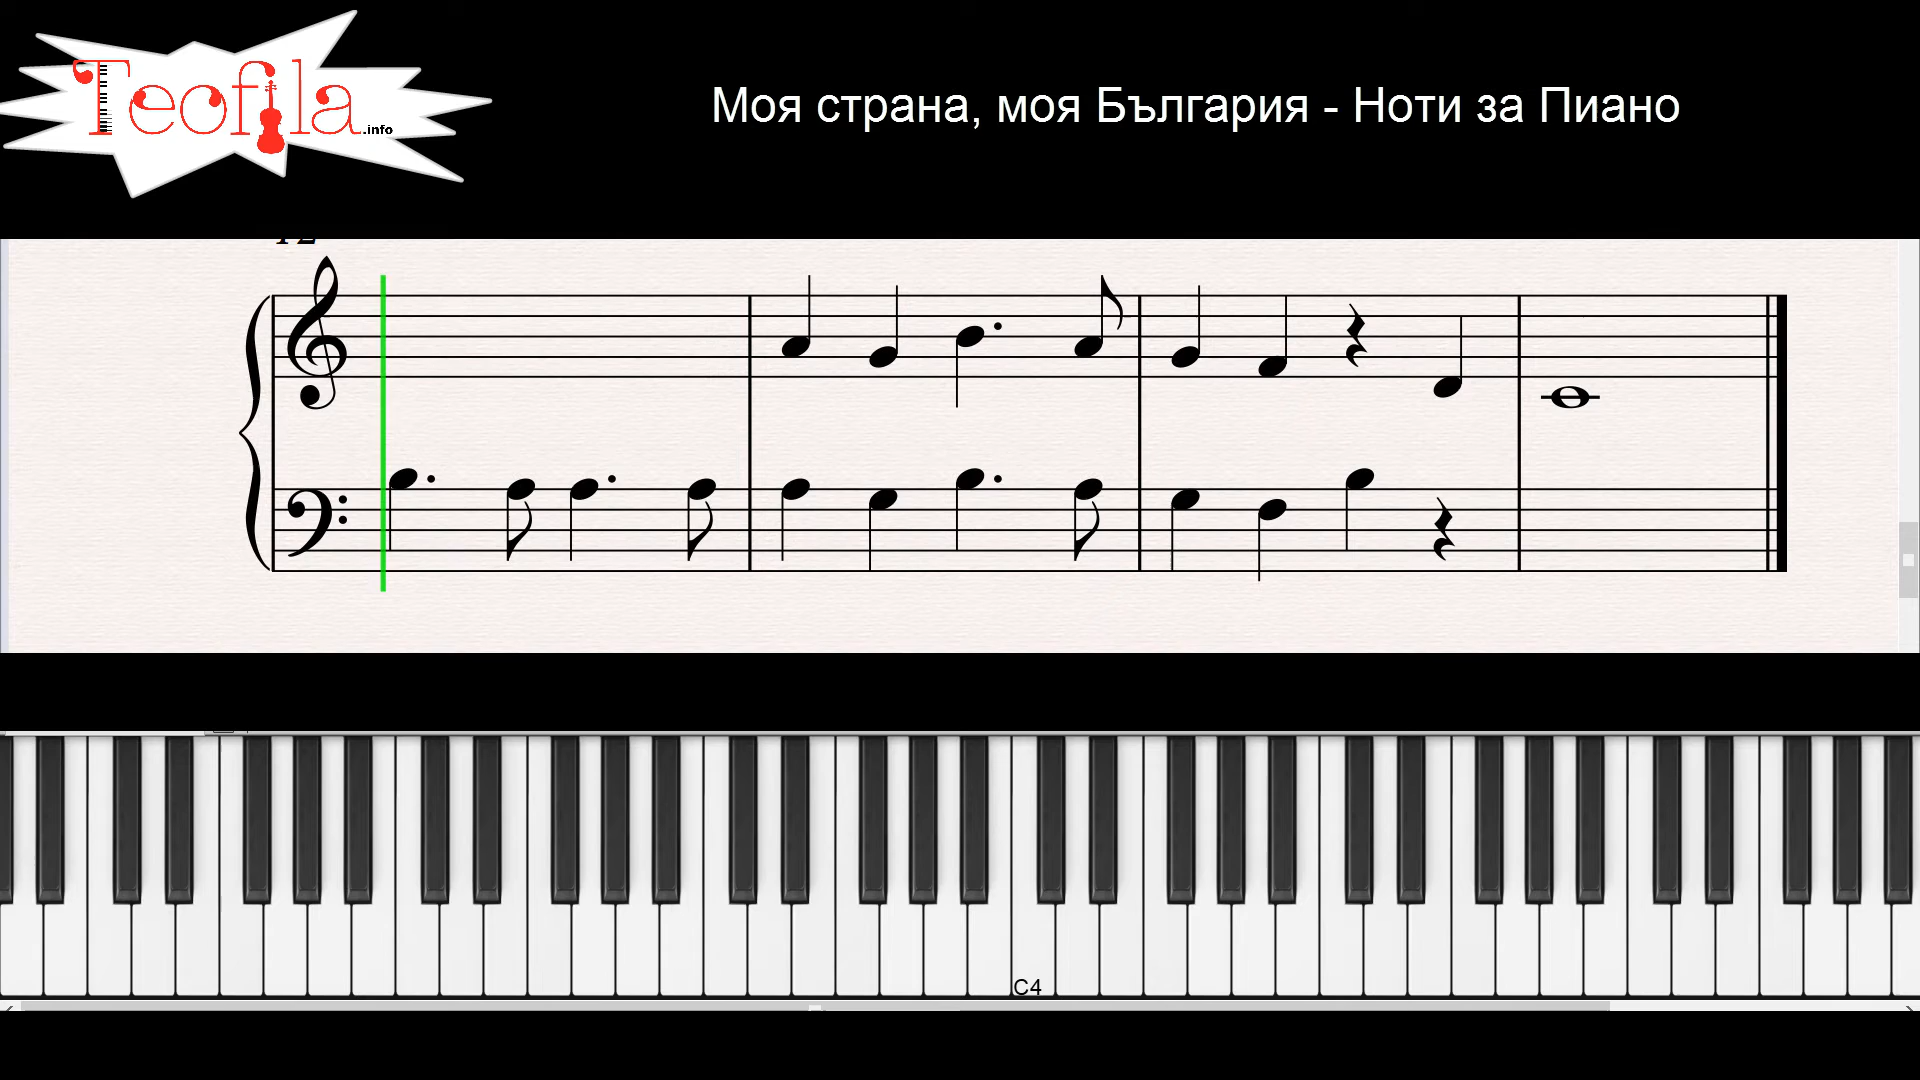 Teofila.info
Моя страна, моя България - Ноти за Пиано
C4